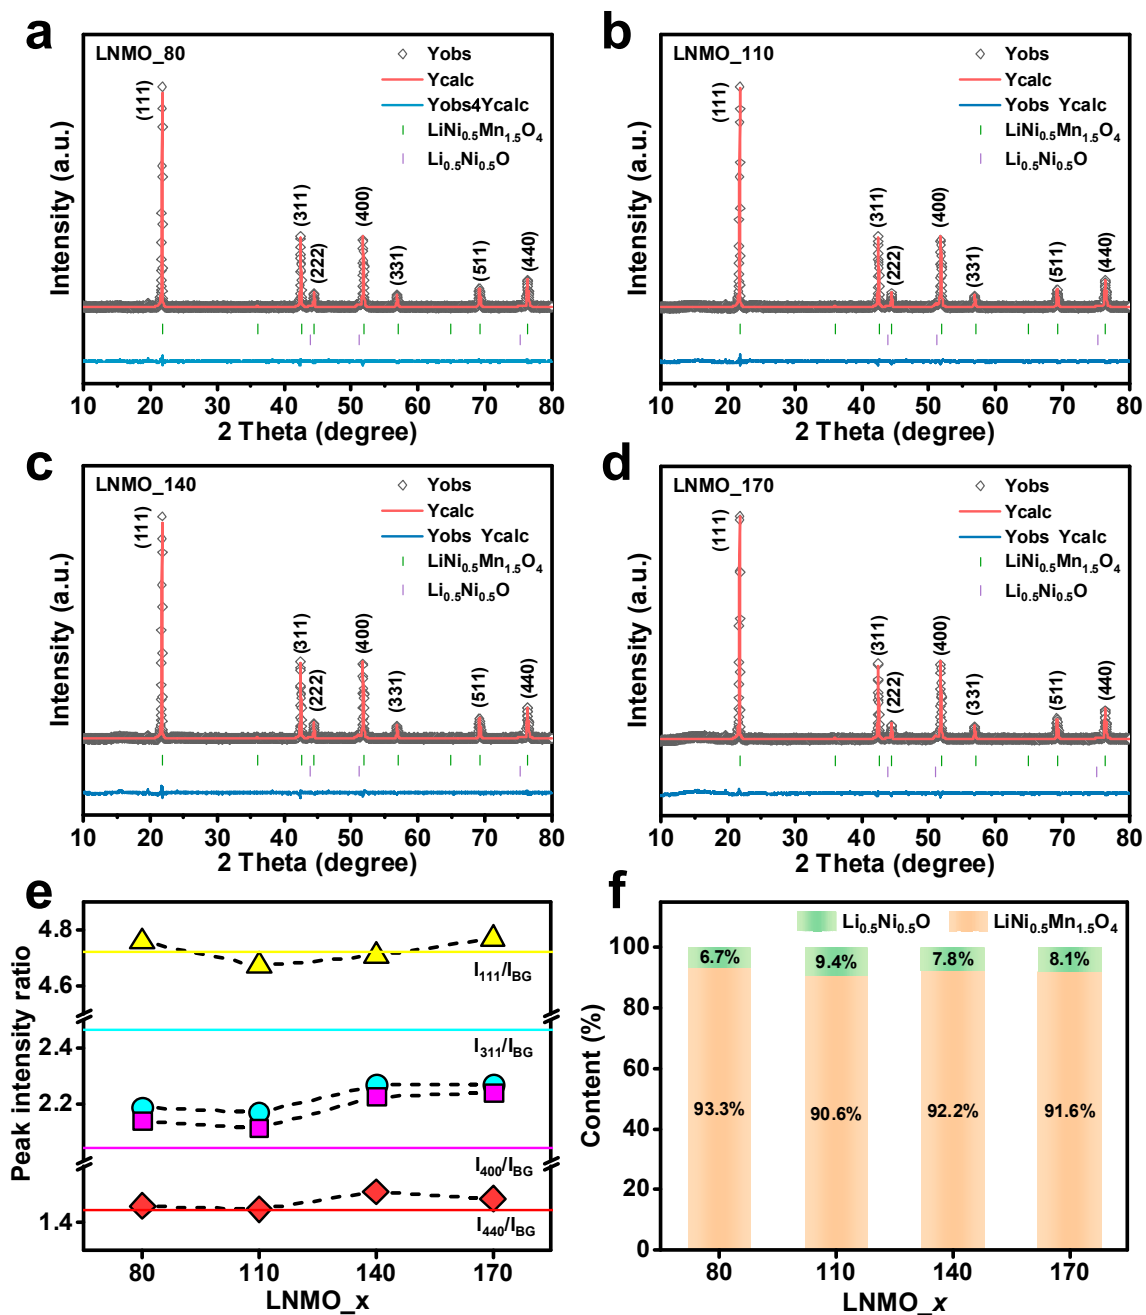 a
LNMO_80
Yobs
Ycalc
Yobs4Ycalc
LiNi0.5Mn1.5O4
Li0.5Ni0.5O
(111)
(311)
(222)
(400)
(331)
(511)
(440)
Intensity (a.u.)
10 20 30 40 50 60 70 80
2 Theta (degree)
b
LNMO_110
Yobs
Ycalc
Yobs Ycalc
LiNi0.5Mn1.5O4
Li0.5Ni0.5O
(111)
(311)
(222)
(400)
(331)
(511)
(440)
Intensity (a.u.)
10 20 30 40 50 60 70 80
2 Theta (degree)
c
LNMO_140
Yobs
Ycalc
Yobs Ycalc
LiNi0.5Mn1.5O4
Li0.5Ni0.5O
(111)
(311)
(222)
(400)
(331)
(511)
(440)
Intensity (a.u.)
10 20 30 40 50 60 70 80
2 Theta (degree)
d
LNMO_170
Yobs
Ycalc
Yobs Ycalc
LiNi0.5Mn1.5O4
Li0.5Ni0.5O
(111)
(311)
(222)
(400)
(331)
(511)
(440)
Intensity (a.u.)
10 20 30 40 50 60 70 80
2 Theta (degree)
e
Peak intensity ratio
4.8
4.6
2.4
2.2
1.4
I111/IBG
I311/IBG
I400/IBG
I440/IBG
80 110 140 170
LNMO_x
f
Li0.5Ni0.5O
LiNi0.5Mn1.5O4
Content (%)
100
80
60
40
20
0
6.7% 9.4% 7.8% 8.1%
93.3% 90.6% 92.2% 91.6%
80 110 140 170
LNMO_x